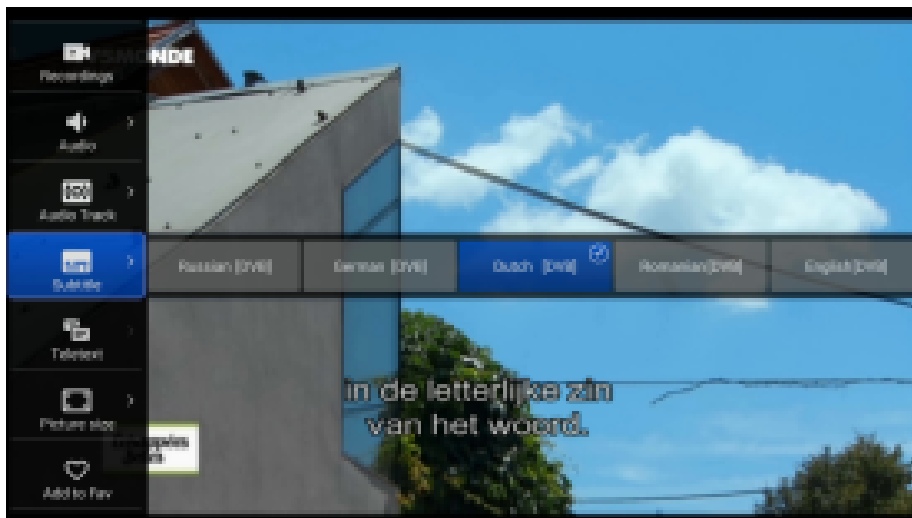 Recordings
Audio
Audio Track
Subtitle
Teletext
Picture size
Add to Fav
Russian [DVB]
German [DVB]
Dutch [DVB]
Romanian [DVB]
English [DVB]
in de letterlijke zin
van het woord.